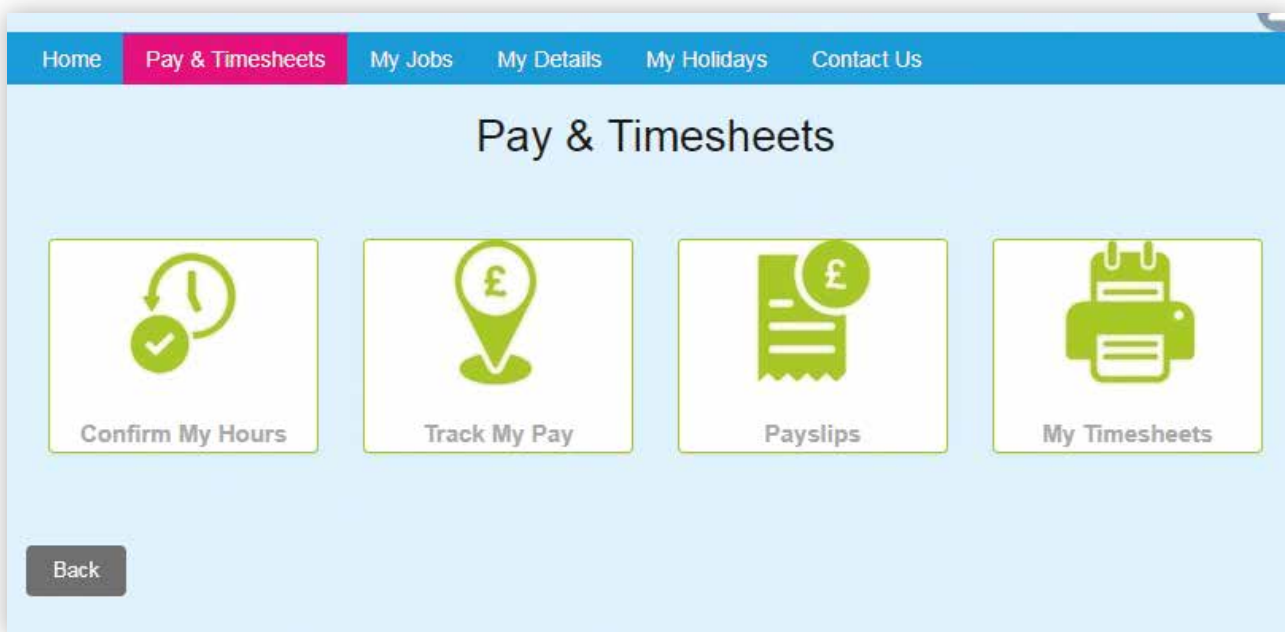 Home Pay & Timesheets My Jobs My Details My Holidays Contact Us
Pay & Timesheets
£ £
Confirm My Hours Track My Pay Payslips My Timesheets
Back